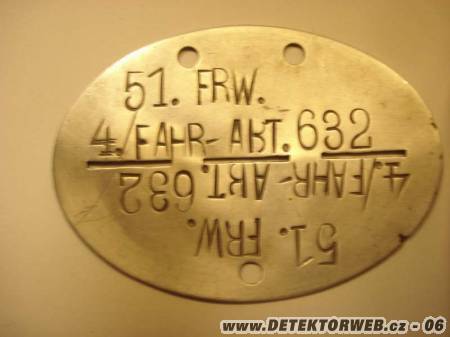 51. FRW.
4./FAHR-ABT.632
4./FAHR-ABT.632
51. FRW.
www.DETEKTORWEB.cz - 06